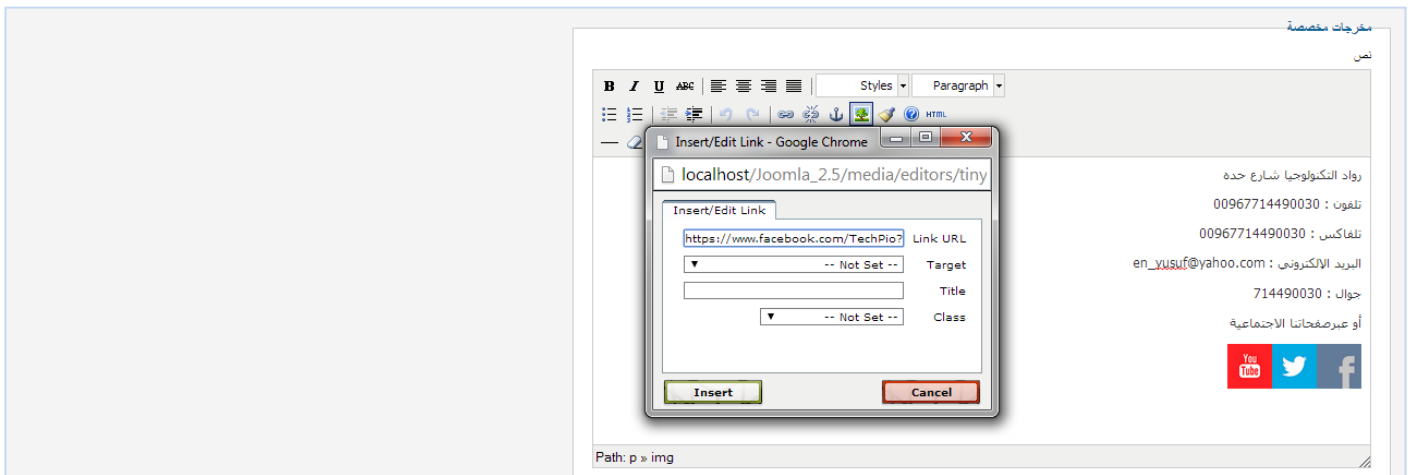 مخرجات مخصصة
نص
B I U ABC Styles Paragraph
HTML
Insert/Edit Link - Google Chrome
localhost/Joomla_2.5/media/editors/tiny
Insert/Edit Link
https://www.facebook.com/TechPio? Link URL
-- Not Set -- Target
Title
-- Not Set -- Class
Insert Cancel
رواد التكنولوجيا شارع حده
تلفون : 00967714490030
تلفاكس : 00967714490030
البريد الالكتروني : en_yusuf@yahoo.com
جوال : 714490030
أو عبرصفحاتنا الاجتماعية
You Tube
f
Path: p » img